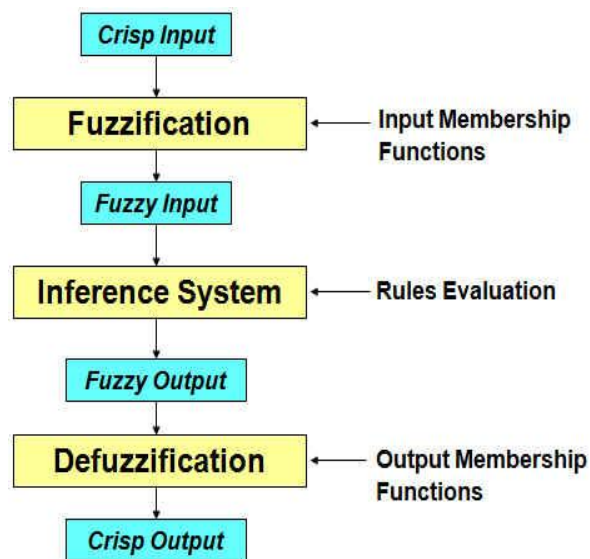 Crisp Input
Fuzzification
Input Membership
Functions
Fuzzy Input
Inference System
Rules Evaluation
Fuzzy Output
Defuzzification
Output Membership
Functions
Crisp Output